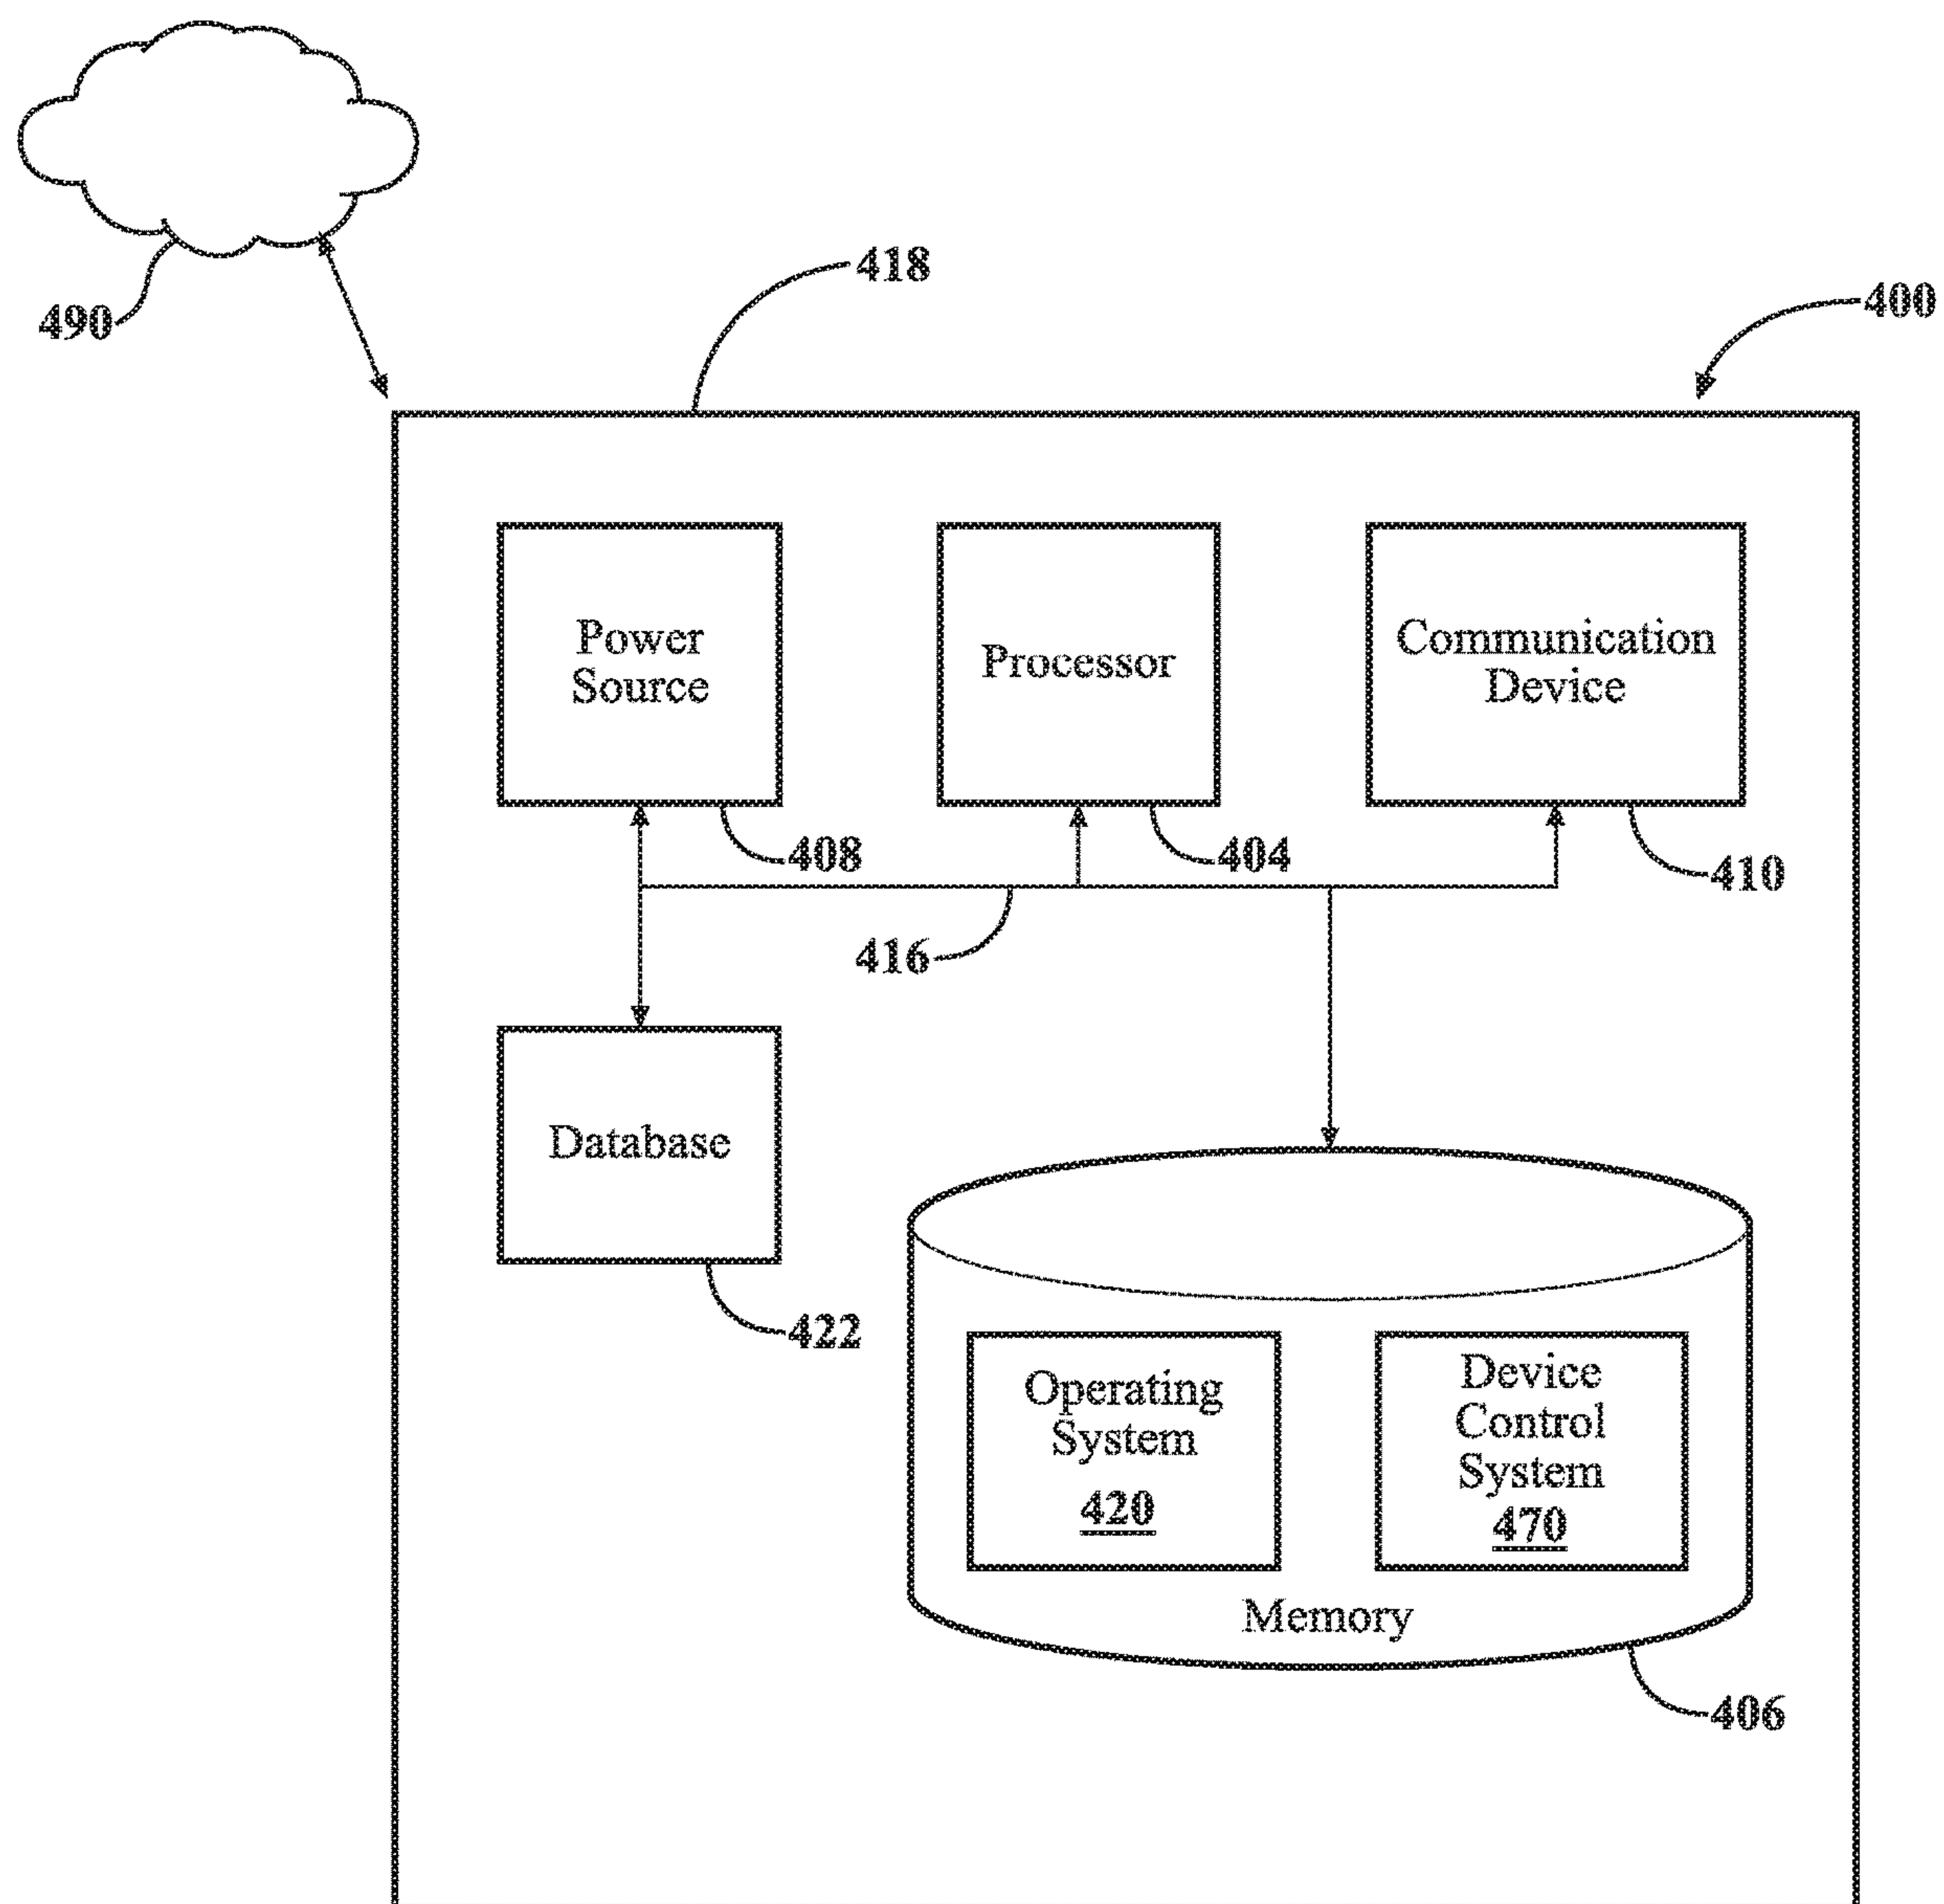 418
400
490
Power
Source
Processor
Communication
Device
408
404
410
416
Database
422
Operating
System
420
Device
Control
System
470
Memory
406